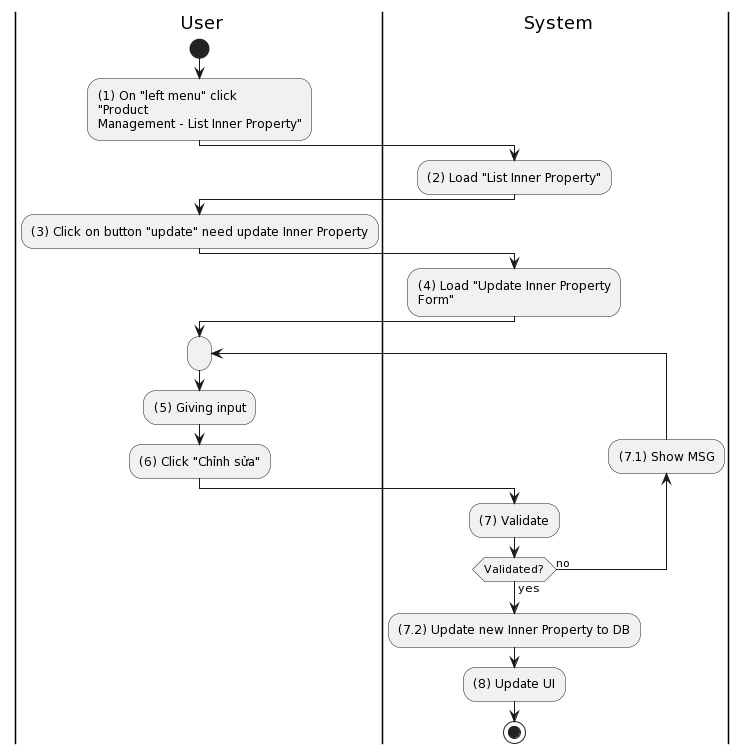 User
System
(1) On "left menu" click
"Product
Management - List Inner Property"
(2) Load "List Inner Property"
(3) Click on button "update" need update Inner Property
(4) Load "Update Inner Property
Form"
(5) Giving input
(6) Click "Chỉnh sửa"
(7.1) Show MSG
(7) Validate
Validated?
no
yes
(7.2) Update new Inner Property to DB
(8) Update UI